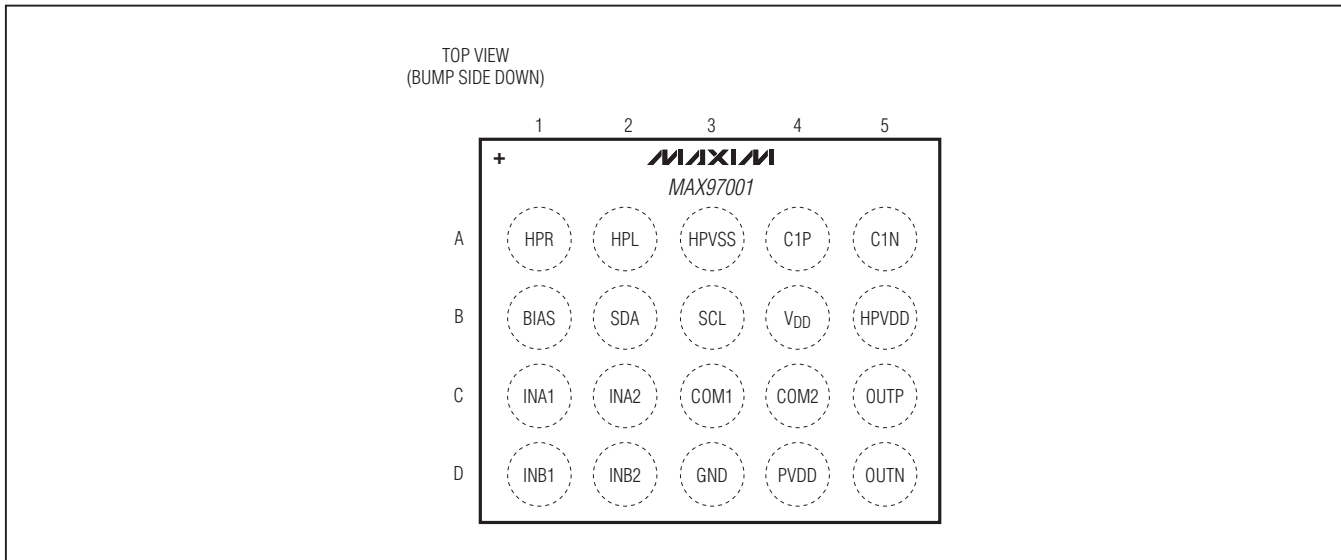 TOP VIEW
(BUMP SIDE DOWN)
1 2 3 4 5
+ MAXIM
MAX97001
A HPR HPL HPVSS C1P C1N
B BIAS SDA SCL VDD HPVDD
C INA1 INA2 COM1 COM2 OUTP
D INB1 INB2 GND PVDD OUTN